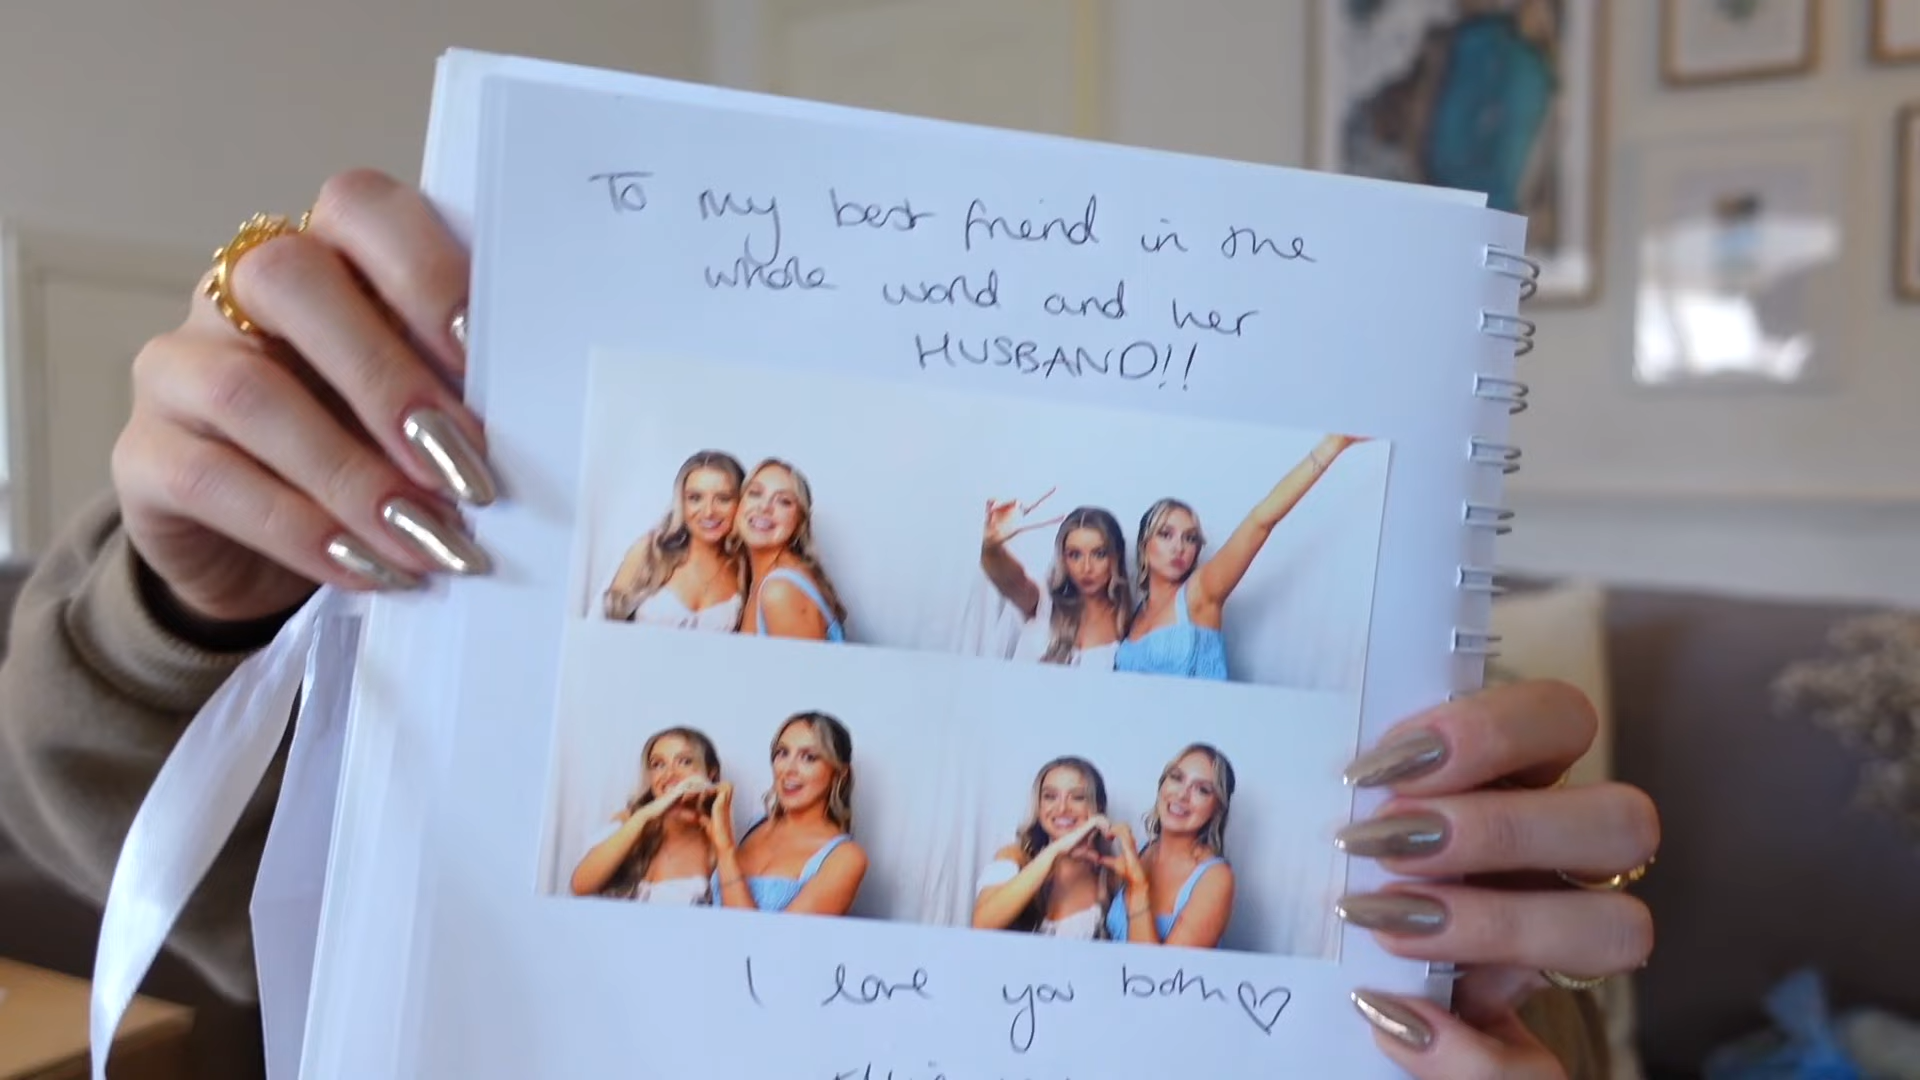 To my best friend in the
whole world and her
HUSBAND!!
I love you both♡